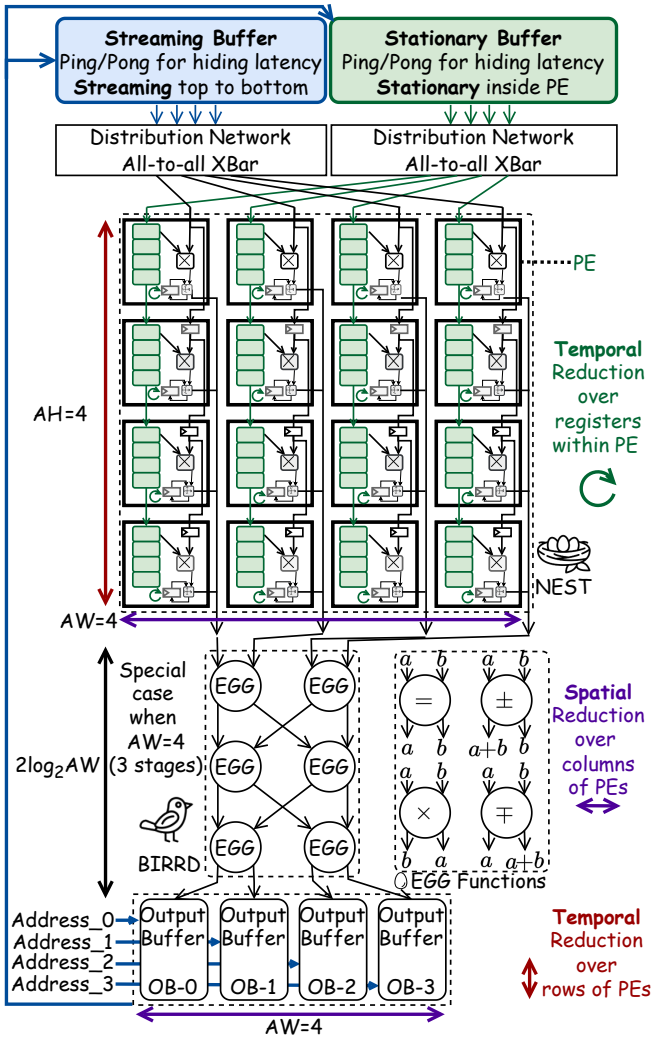 Streaming Buffer
Ping/Pong for hiding latency
Streaming top to bottom
Stationary Buffer
Ping/Pong for hiding latency
Stationary inside PE
Distribution Network
All-to-all XBar
Distribution Network
All-to-all XBar
PE
AH=4
Temporal
Reduction
over
registers
within PE
NEST
AW=4
Special
case
when
AW=4
(3 stages)
2log₂AW
EGG
EGG
EGG
EGG
EGG
EGG
BIRRD
a b
=
a b
a b
±
a+b b
a b
×
b a
a b
∓
a a+b
EGG Functions
Spatial
Reduction
over
columns
of PEs
Address_0
Address_1
Address_2
Address_3
Output
Buffer
OB-0
Output
Buffer
OB-1
Output
Buffer
OB-2
Output
Buffer
OB-3
AW=4
Temporal
Reduction
over
rows of PEs